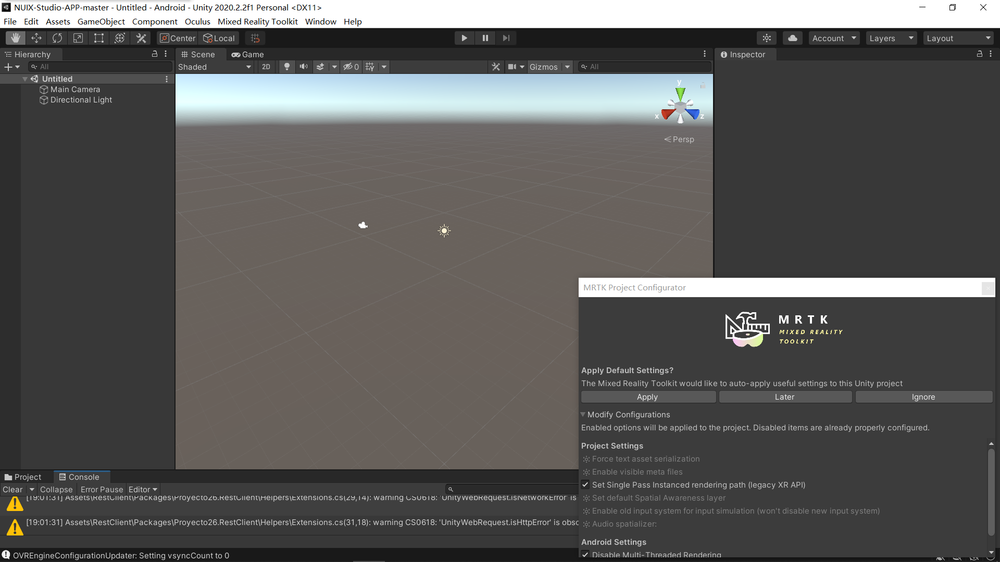 NUIX-Studio-APP-master - Untitled - Android - Unity 2020.2.2f1 Personal <DX11>
File Edit Assets GameObject Component Oculus Mixed Reality Toolkit Window Help
Center Local Account Layers Layout
Hierarchy
All
Untitled
Main Camera
Directional Light
Scene Game
Shaded 2D 0 Gizmos All
y
x z
Persp
Inspector
MRTK Project Configurator
MRTK
MIXED REALITY
TOOLKIT
Apply Default Settings?
The Mixed Reality Toolkit would like to auto-apply useful settings to this Unity project
Apply Later Ignore
Modify Configurations
Enabled options will be applied to the project. Disabled items are already properly configured.
Project Settings
Force text asset serialization
Enable visible meta files
Set Single Pass Instanced rendering path (legacy XR API)
Set default Spatial Awareness layer
Enable old input system for input simulation (won't disable new input system)
Audio spatializer:
Android Settings
Disable Multi-Threaded Rendering
Project Console
Clear Collapse Error Pause Editor
[19:01:31] Assets\RestClient\Packages\Proyecto26.RestClient\Helpers\Extensions.cs(29,14): warning CS0618: 'UnityWebRequest.isNetworkError' is
[19:01:31] Assets\RestClient\Packages\Proyecto26.RestClient\Helpers\Extensions.cs(31,18): warning CS0618: 'UnityWebRequest.isHttpError' is obso
OVREngineConfigurationUpdater: Setting vsyncCount to 0